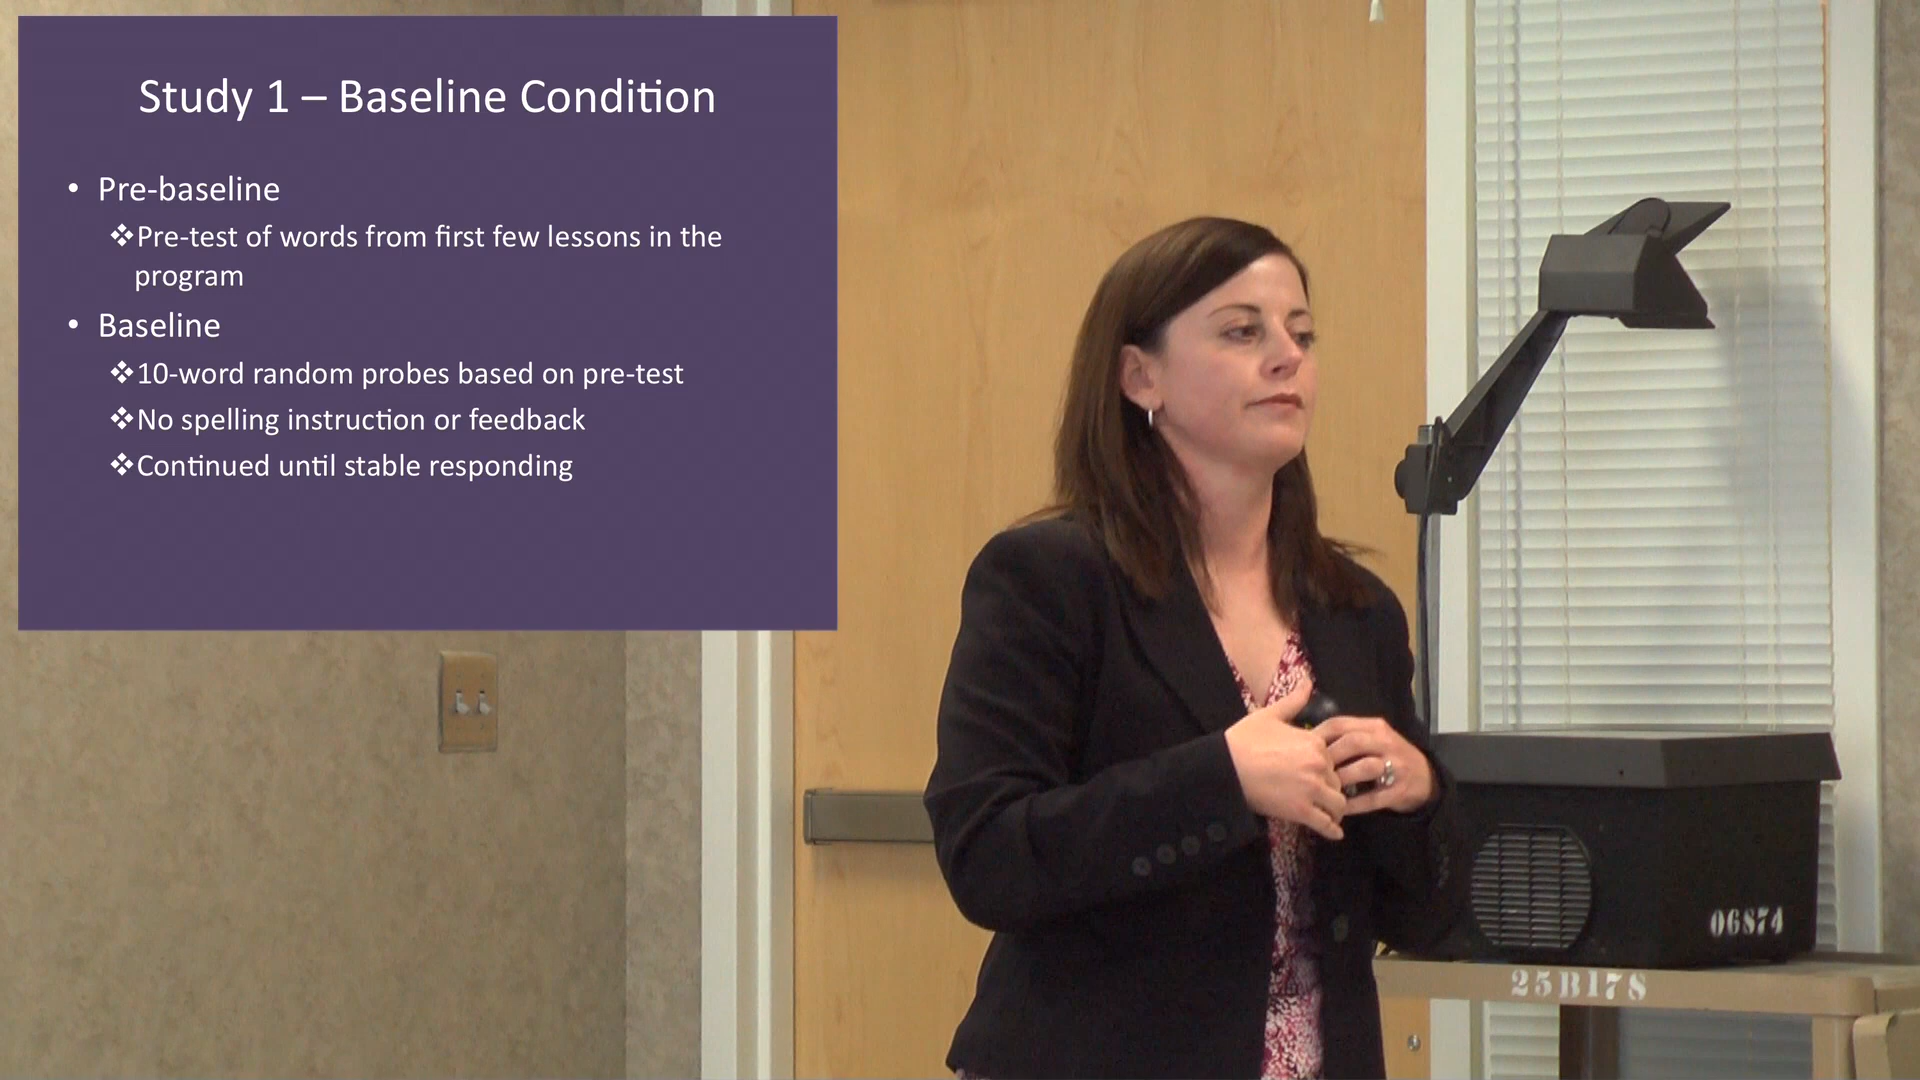 Study 1 – Baseline Condition
• Pre-baseline
❖Pre-test of words from first few lessons in the
program
• Baseline
❖10-word random probes based on pre-test
❖No spelling instruction or feedback
❖Continued until stable responding
06874
25B178